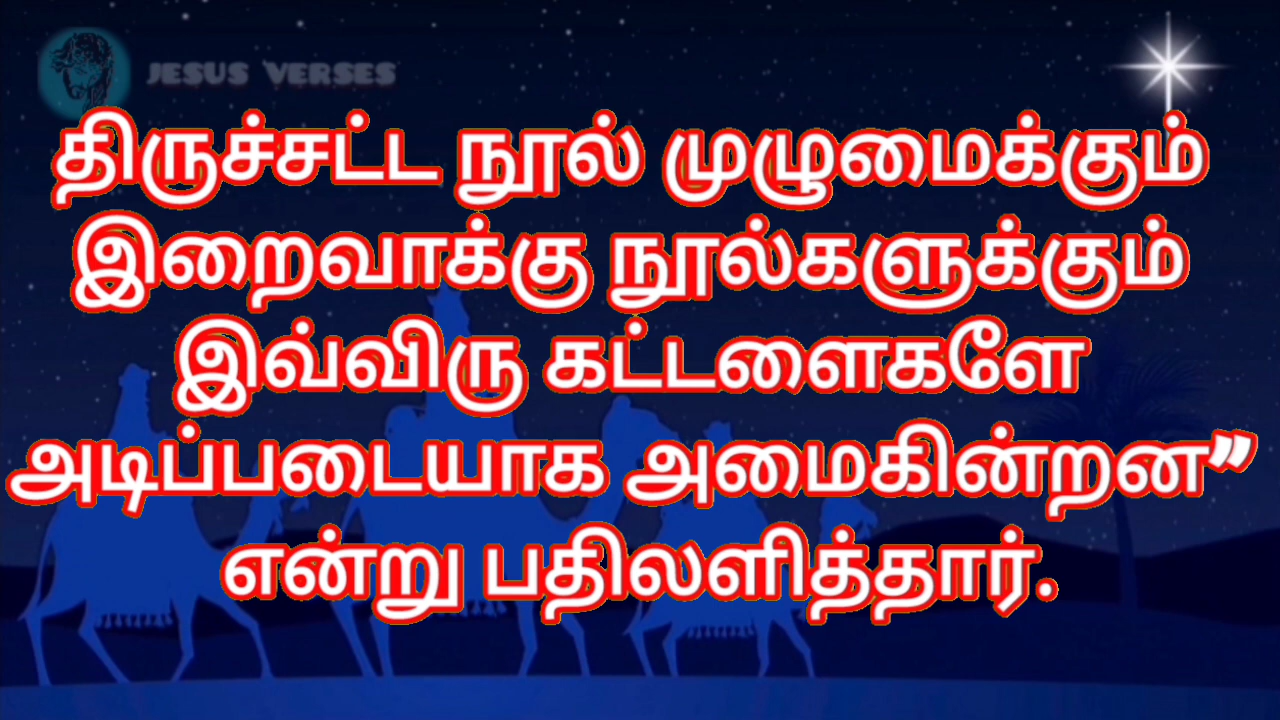 JESUS VERSES
திருச்சட்ட நூல் முழுமைக்கும்
இறைவாக்கு நூல்களுக்கும்
இவ்விரு கட்டளைகளே
அடிப்படையாக அமைகின்றன”
என்று பதிலளித்தார்.